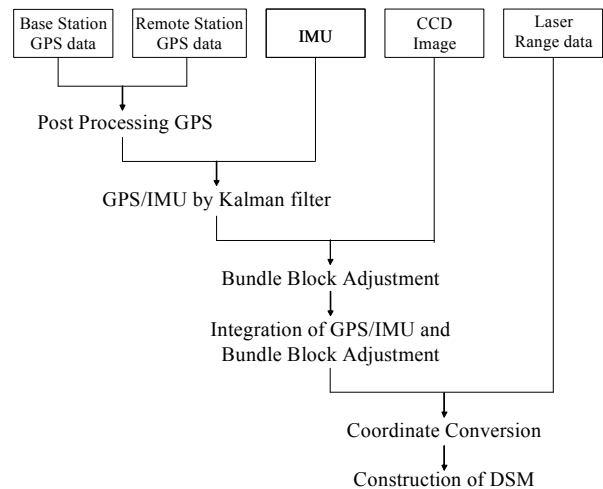 Base Station
GPS data
Remote Station
GPS data
IMU
CCD
Image
Laser
Range data
Post Processing GPS
GPS/IMU by Kalman filter
Bundle Block Adjustment
Integration of GPS/IMU and
Bundle Block Adjustment
Coordinate Conversion
Construction of DSM